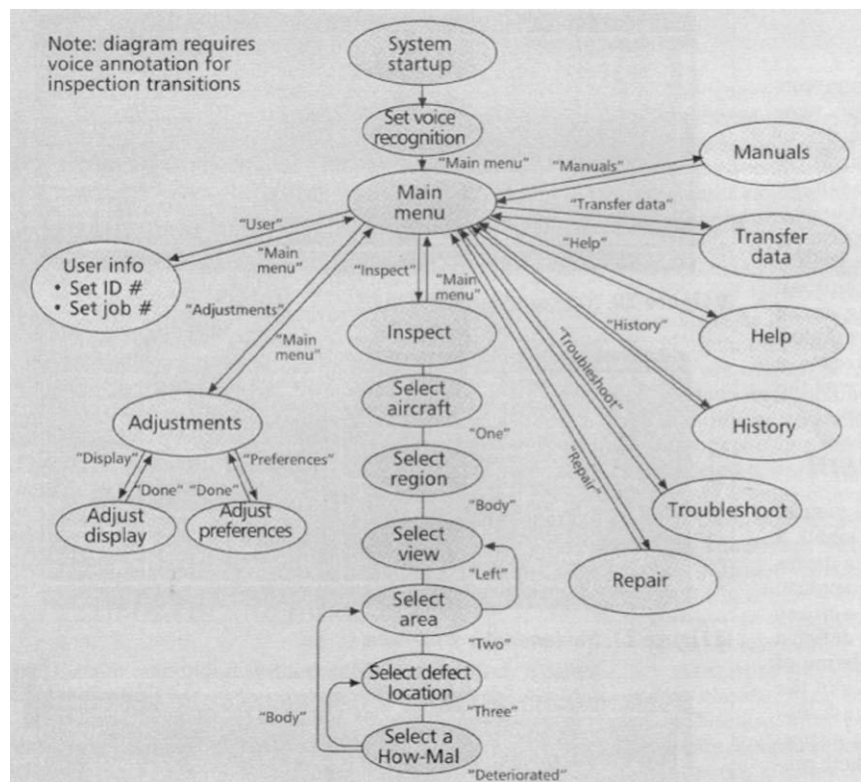 Note: diagram requires
voice annotation for
inspection transitions
System
startup
Set voice
recognition
"Main menu"
"Manuals"
Manuals
Main
menu
"Transfer data"
Transfer
data
"User"
"Main
menu"
"Help"
Help
User info
• Set ID #
• Set job #
"Inspect"
"Main
menu"
"Adjustments"
"Main
menu"
"History"
History
Inspect
"Troubleshoot"
Troubleshoot
Select
aircraft
Adjustments
"One"
"Repair"
Repair
"Display"
"Preferences"
Select
region
"Done"
"Done"
"Body"
Adjust
display
Adjust
preferences
Select
view
"Left"
Select
area
"Two"
Select defect
location
"Body"
"Three"
Select a
How-Mal
"Deteriorated"